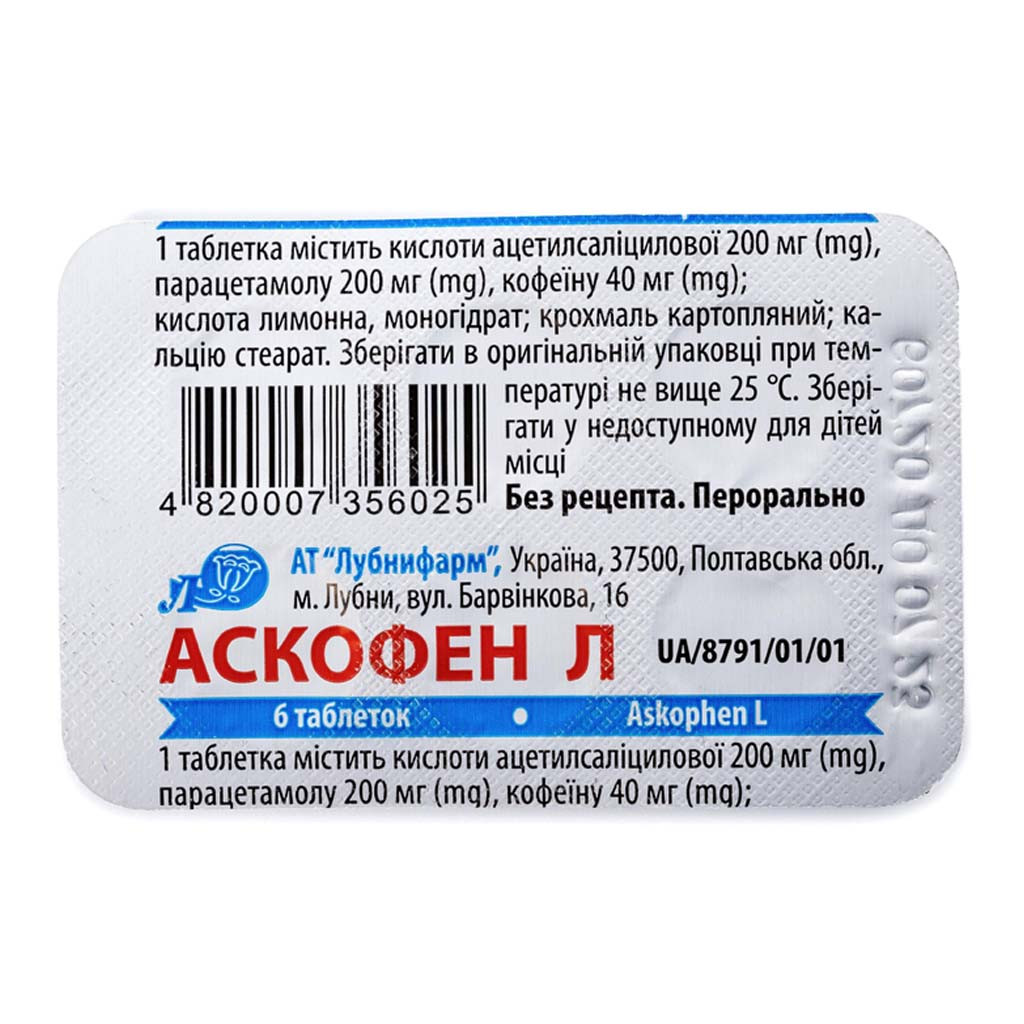 1 таблетка містить кислоти ацетилсаліцилової 200 мг (mg),
парацетамолу 200 мг (mg), кофеїну 40 мг (mg);
кислота лимонна, моногідрат; крохмаль картопляний; ка-
льцію стеарат. Зберігати в оригінальній упаковці при тем-
пературі не вище 25 °С. Збері-
гати у недоступному для дітей
місці
Без рецепта. Перорально
4 820007 356025
АТ "Лубнифарм", Україна, 37500, Полтавська обл.,
м. Лубни, вул. Барвінкова, 16
АСКОФЕН Л UA/8791/01/01
6 таблеток • Askophen L
1 таблетка містить кислоти ацетилсаліцилової 200 мг (mg),
парацетамолу 200 мг (mg), кофеїну 40 мг (mg);